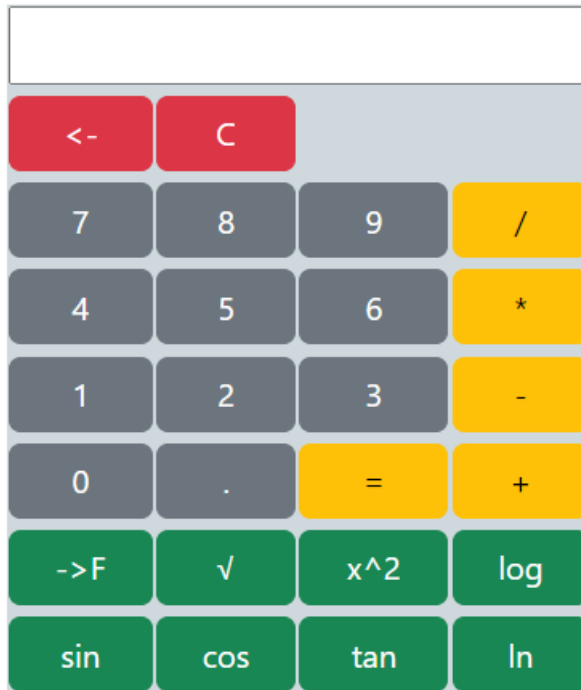 <- C
7 8 9 /
4 5 6 *
1 2 3 -
0 . = +
->F √ x^2 log
sin cos tan ln